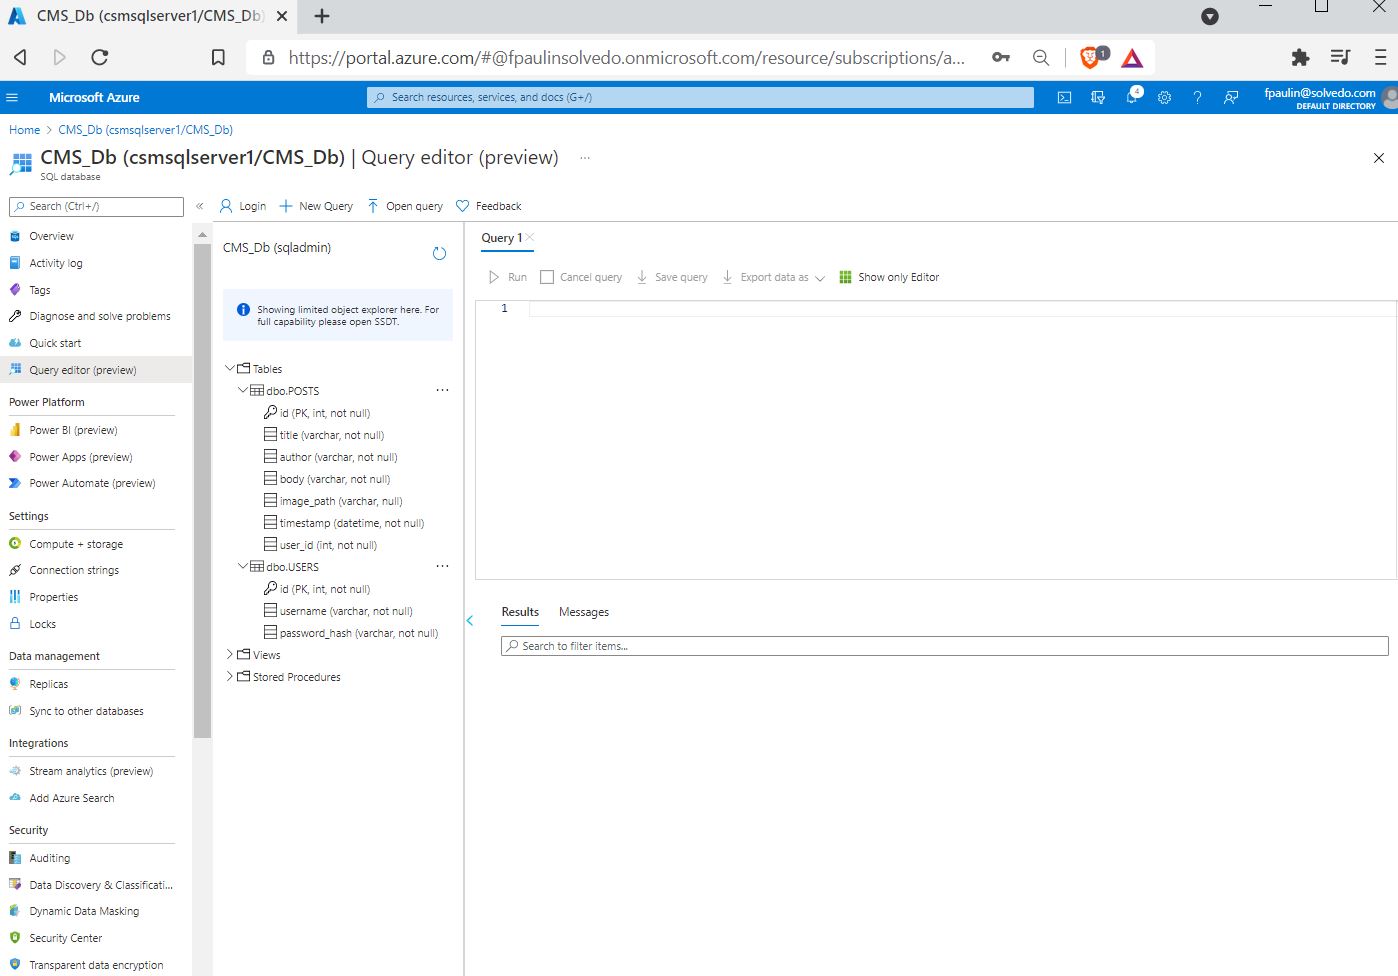 CMS_Db (csmsqlserver1/CMS_Db)
https://portal.azure.com/#@fpaulinsolvedo.onmicrosoft.com/resource/subscriptions/a...
1
Microsoft Azure
Search resources, services, and docs (G+/)
4
fpaulin@solvedo.com
DEFAULT DIRECTORY
Home > CMS_Db (csmsqlserver1/CMS_Db)
CMS_Db (csmsqlserver1/CMS_Db) | Query editor (preview) ...
SQL database
Search (Ctrl+/)
Overview
Activity log
Tags
Diagnose and solve problems
Quick start
Query editor (preview)
Power Platform
Power BI (preview)
Power Apps (preview)
Power Automate (preview)
Settings
Compute + storage
Connection strings
Properties
Locks
Data management
Replicas
Sync to other databases
Integrations
Stream analytics (preview)
Add Azure Search
Security
Auditing
Data Discovery & Classificati...
Dynamic Data Masking
Security Center
Transparent data encryption
Login New Query Open query Feedback
CMS_Db (sqladmin)
Showing limited object explorer here. For
full capability please open SSDT.
Tables
dbo.POSTS ...
id (PK, int, not null)
title (varchar, not null)
author (varchar, not null)
body (varchar, not null)
image_path (varchar, null)
timestamp (datetime, not null)
user_id (int, not null)
dbo.USERS ...
id (PK, int, not null)
username (varchar, not null)
password_hash (varchar, not null)
Views
Stored Procedures
Query 1
Run Cancel query Save query Export data as Show only Editor
1
Results Messages
Search to filter items...